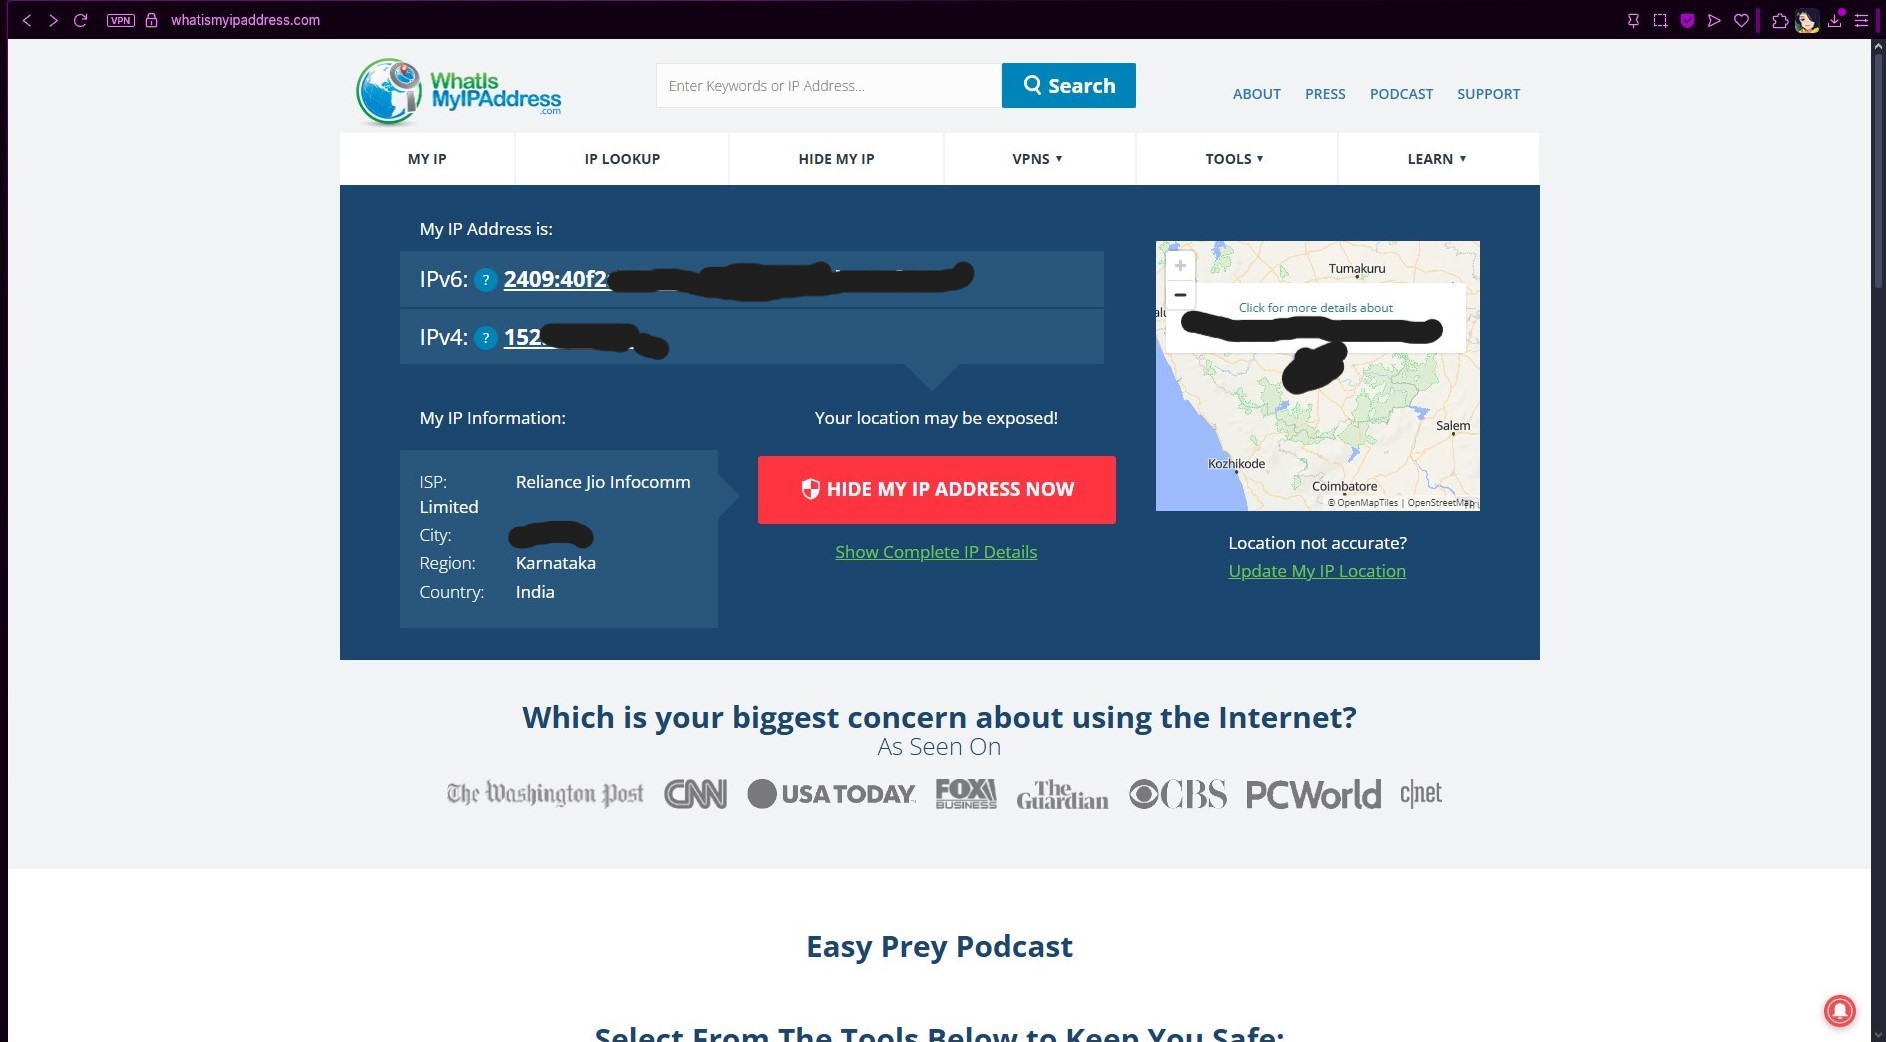 VPN whatismyipaddress.com
WhatIs
MyIPAddress
.com
Enter Keywords or IP Address...
Search
ABOUT PRESS PODCAST SUPPORT
MY IP IP LOOKUP HIDE MY IP VPNS ▼ TOOLS ▼ LEARN ▼
My IP Address is:
IPv6: ? 2409:40f2:
IPv4: ? 152.
My IP Information:
ISP: Reliance Jio Infocomm
Limited
City:
Region: Karnataka
Country: India
Your location may be exposed!
HIDE MY IP ADDRESS NOW
Show Complete IP Details
+
−
Tumakuru
Click for more details about
Salem
Kozhikode
Coimbatore
© OpenMapTiles | OpenStreetMap
Location not accurate?
Update My IP Location
Which is your biggest concern about using the Internet?
As Seen On
The Washington Post CNN USA TODAY FOX BUSINESS The Guardian CBS PCWorld c|net
Easy Prey Podcast
Select From The Tools Below to Keep You Safe: